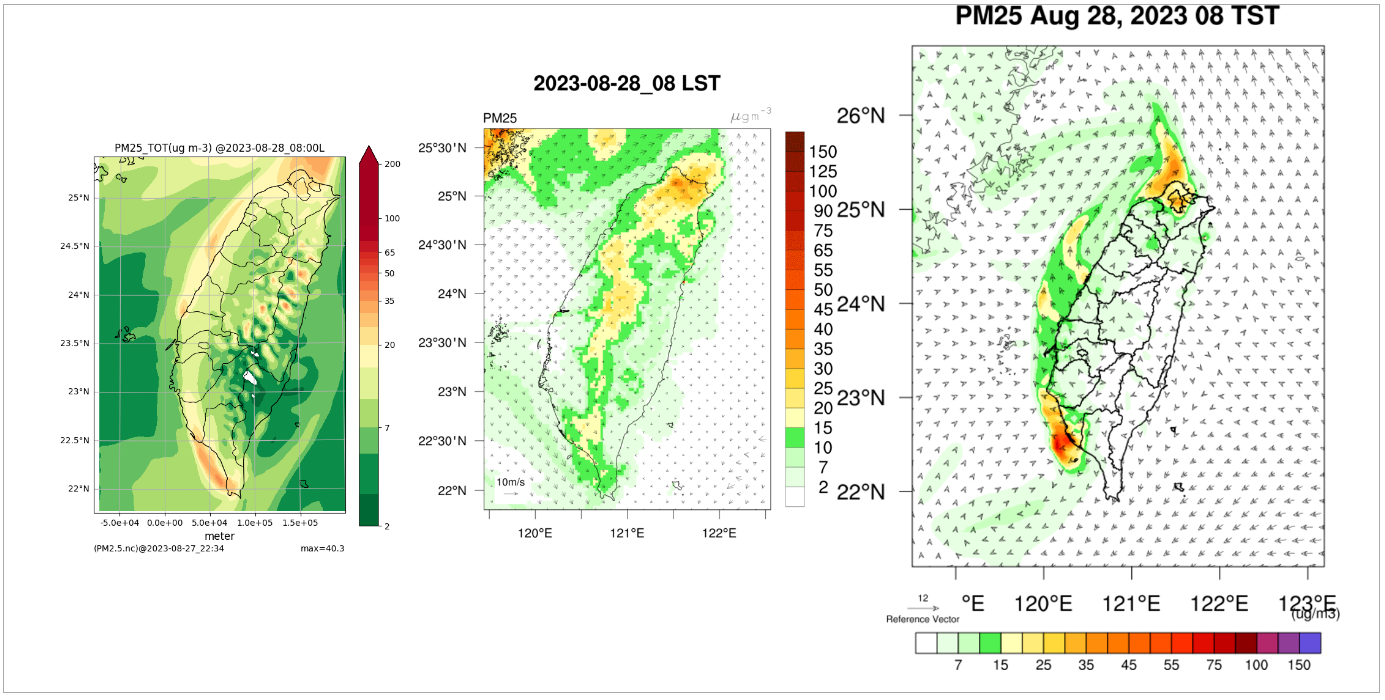 PM25_TOT(ug m-3) @2023-08-28_08:00L
25°N
24.5°N
24°N
23.5°N
23°N
22.5°N
22°N
-5.0e+04 0.0e+00 5.0e+04 1.0e+05 1.5e+05
meter
(PM2.5.nc)@2023-08-27_22:34 max=40.3
200
100
65
50
35
20
7
2
2023-08-28_08 LST
PM25 μgm⁻³
25°30'N
25°N
24°30'N
24°N
23°30'N
23°N
22°30'N
22°N
10m/s
120°E 121°E 122°E
150
125
100
90
75
65
55
50
45
40
35
30
25
20
15
10
7
2
PM25 Aug 28, 2023 08 TST
26°N
25°N
24°N
23°N
22°N
°E 120°E 121°E 122°E 123°E
12
Reference Vector
(ug/m3)
7 15 25 35 45 55 75 100 150